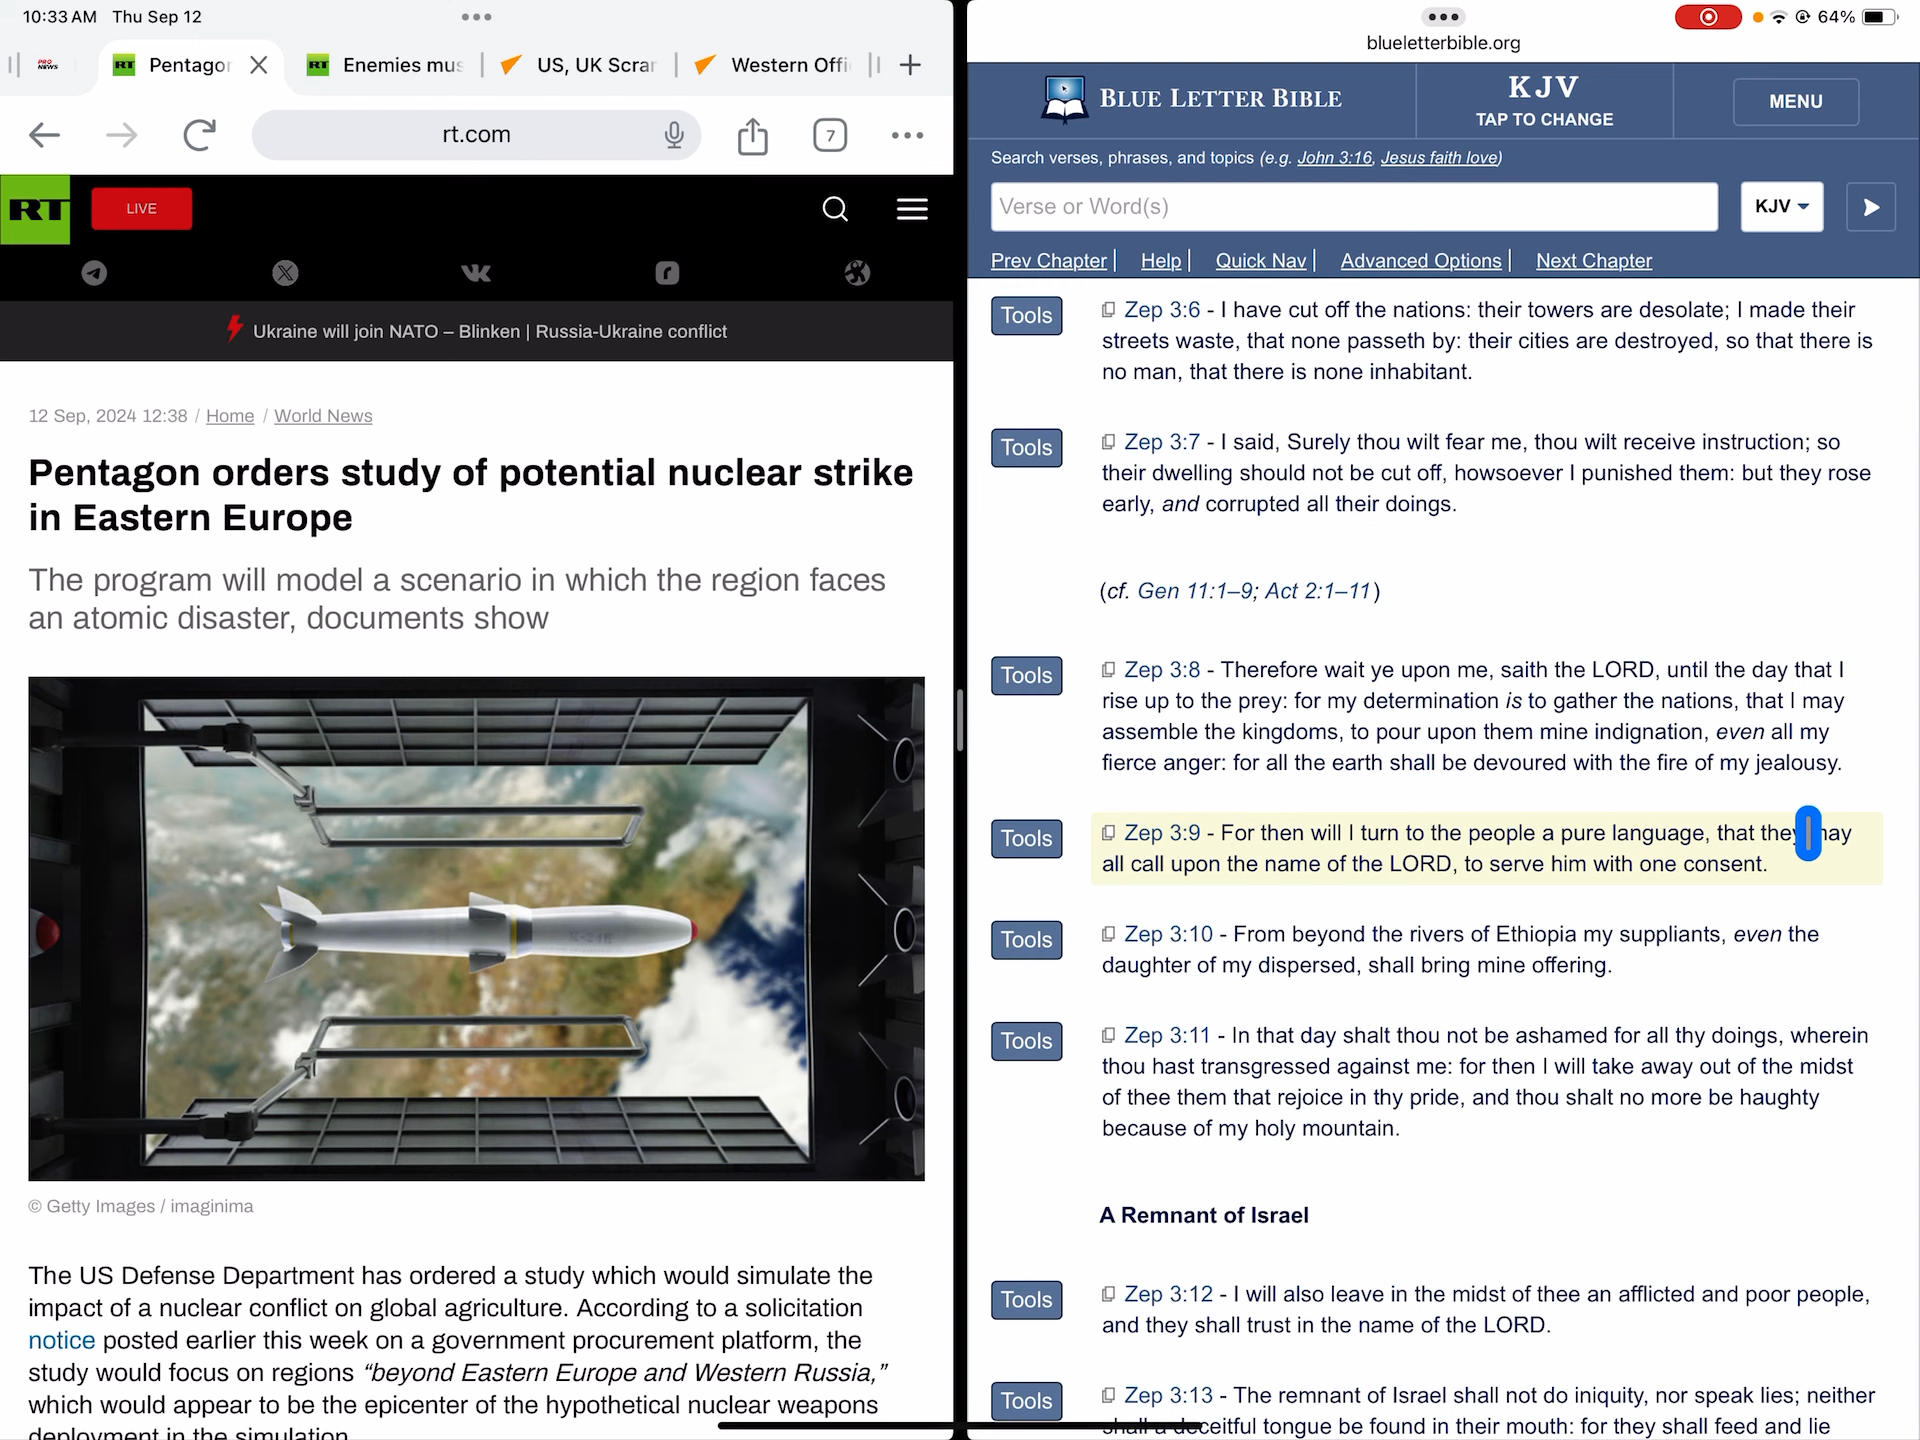 10:33 AM Thu Sep 12
PRO
NEWS
RT Pentagor
RT Enemies mus
US, UK Scrar
Western Offi
rt.com
7
RT
LIVE
Ukraine will join NATO – Blinken | Russia-Ukraine conflict
12 Sep, 2024 12:38 / Home / World News
Pentagon orders study of potential nuclear strike
in Eastern Europe
The program will model a scenario in which the region faces
an atomic disaster, documents show
© Getty Images / imaginima
The US Defense Department has ordered a study which would simulate the
impact of a nuclear conflict on global agriculture. According to a solicitation
notice posted earlier this week on a government procurement platform, the
study would focus on regions “beyond Eastern Europe and Western Russia,”
which would appear to be the epicenter of the hypothetical nuclear weapons
deployment in the simulation
64%
blueletterbible.org
BLUE LETTER BIBLE
KJV
TAP TO CHANGE
MENU
Search verses, phrases, and topics (e.g. John 3:16, Jesus faith love)
Verse or Word(s)
KJV
Prev Chapter | Help | Quick Nav | Advanced Options | Next Chapter
Tools Zep 3:6 - I have cut off the nations: their towers are desolate; I made their
streets waste, that none passeth by: their cities are destroyed, so that there is
no man, that there is none inhabitant.
Tools Zep 3:7 - I said, Surely thou wilt fear me, thou wilt receive instruction; so
their dwelling should not be cut off, howsoever I punished them: but they rose
early, and corrupted all their doings.
(cf. Gen 11:1–9; Act 2:1–11)
Tools Zep 3:8 - Therefore wait ye upon me, saith the LORD, until the day that I
rise up to the prey: for my determination is to gather the nations, that I may
assemble the kingdoms, to pour upon them mine indignation, even all my
fierce anger: for all the earth shall be devoured with the fire of my jealousy.
Tools Zep 3:9 - For then will I turn to the people a pure language, that they may
all call upon the name of the LORD, to serve him with one consent.
Tools Zep 3:10 - From beyond the rivers of Ethiopia my suppliants, even the
daughter of my dispersed, shall bring mine offering.
Tools Zep 3:11 - In that day shalt thou not be ashamed for all thy doings, wherein
thou hast transgressed against me: for then I will take away out of the midst
of thee them that rejoice in thy pride, and thou shalt no more be haughty
because of my holy mountain.
A Remnant of Israel
Tools Zep 3:12 - I will also leave in the midst of thee an afflicted and poor people,
and they shall trust in the name of the LORD.
Tools Zep 3:13 - The remnant of Israel shall not do iniquity, nor speak lies; neither
shall a deceitful tongue be found in their mouth: for they shall feed and lie